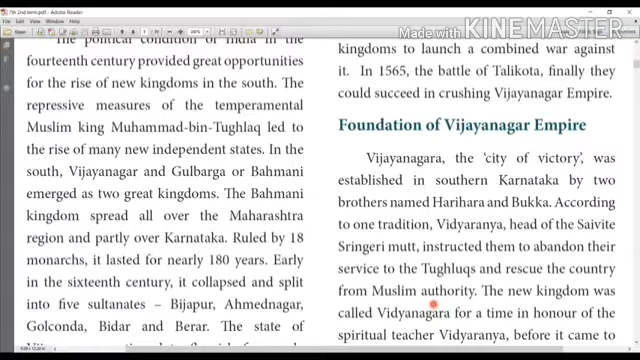 7th 2nd term.pdf - Adobe Reader
Made with KINEMASTER
The political condition of India in the
fourteenth century provided great opportunities
for the rise of new kingdoms in the south. The
repressive measures of the temperamental
Muslim king Muhammad-bin-Tughlaq led to
the rise of many new independent states. In the
south, Vijayanagar and Gulbarga or Bahmani
emerged as two great kingdoms. The Bahmani
kingdom spread all over the Maharashtra
region and partly over Karnataka. Ruled by 18
monarchs, it lasted for nearly 180 years. Early
in the sixteenth century, it collapsed and split
into five sultanates – Bijapur, Ahmednagar,
Golconda, Bidar and Berar. The state of
kingdoms to launch a combined war against
it. In 1565, the battle of Talikota, finally they
could succeed in crushing Vijayanagar Empire.
Foundation of Vijayanagar Empire
Vijayanagara, the ‘city of victory’, was
established in southern Karnataka by two
brothers named Harihara and Bukka. According
to one tradition, Vidyaranya, head of the Saivite
Sringeri mutt, instructed them to abandon their
service to the Tughluqs and rescue the country
from Muslim authority. The new kingdom was
called Vidyanagara for a time in honour of the
spiritual teacher Vidyaranya, before it came to